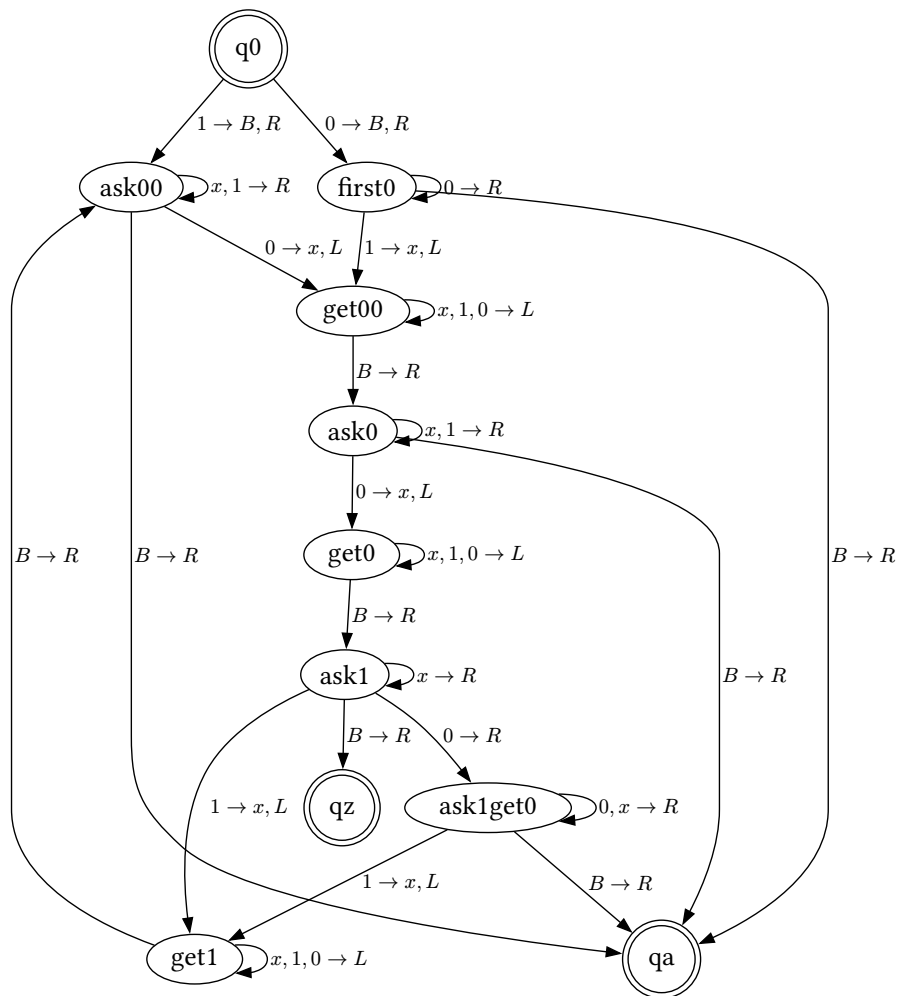 q0
1 → B, R
0 → B, R
ask00
x, 1 → R
first0
0 → R
0 → x, L
1 → x, L
get00
x, 1, 0 → L
B → R
ask0
x, 1 → R
0 → x, L
B → R
B → R
get0
x, 1, 0 → L
B → R
B → R
ask1
x → R
B → R
B → R
0 → R
1 → x, L
qz
ask1get0
0, x → R
1 → x, L
B → R
get1
x, 1, 0 → L
qa